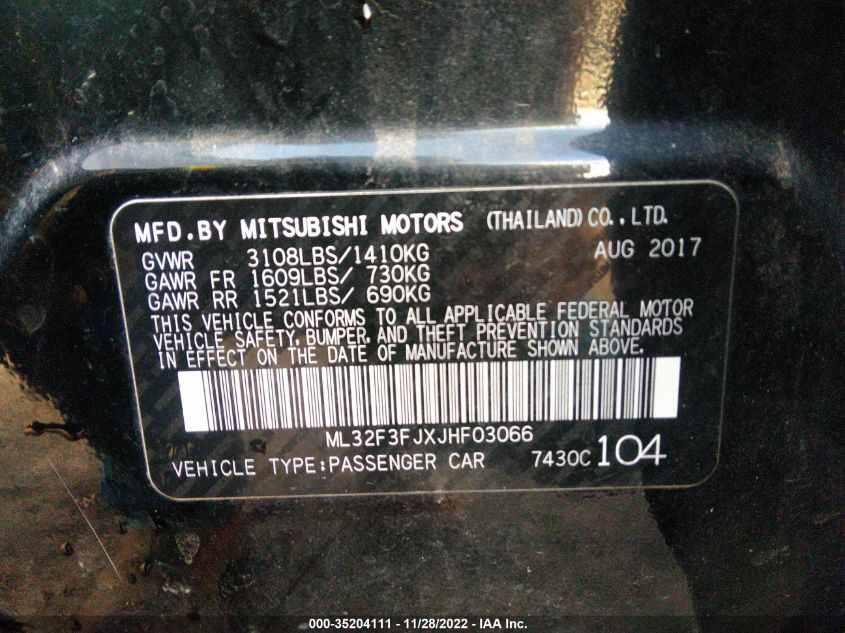 MFD.BY MITSUBISHI MOTORS (THAILAND) CO.,LTD.
GVWR 3108LBS/1410KG AUG 2017
GAWR FR 1609LBS/ 730KG
GAWR RR 1521LBS/ 690KG
THIS VEHICLE CONFORMS TO ALL APPLICABLE FEDERAL MOTOR
VEHICLE SAFETY, BUMPER, AND THEFT PREVENTION STANDARDS
IN EFFECT ON THE DATE OF MANUFACTURE SHOWN ABOVE.
ML32F3FJXJHF03066
VEHICLE TYPE:PASSENGER CAR 7430C 104
000-35204111 - 11/28/2022 - IAA Inc.